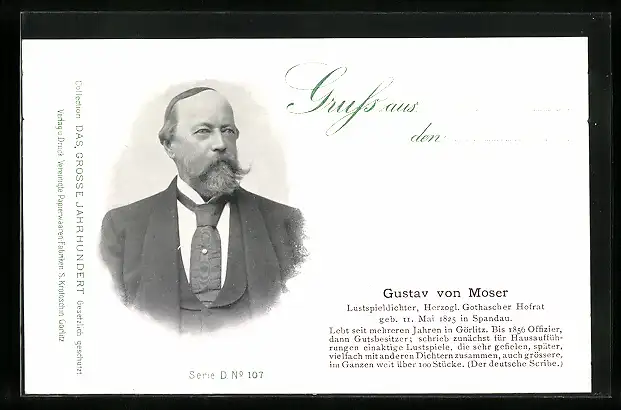 Collection DAS GROSSE JAHRHUNDERT Gesetzlich geschützt
Verlag u. Druck Vereinigte Papierwaaren Fabriken S. Krotoschin Görlitz
Gruss aus
den
Gustav von Moser
Lustspieldichter, Herzogl. Gothascher Hofrat
geb. 11. Mai 1825 in Spandau.
Lebt seit mehreren Jahren in Görlitz. Bis 1856 Offizier,
dann Gutsbesitzer; schrieb zunächst für Hausauffüh-
rungen einaktige Lustspiele, die sehr gefielen, später,
vielfach mit anderen Dichtern zusammen, auch grössere,
im Ganzen weit über 100 Stücke. (Der deutsche Scribe.)
Serie D. Nº 107